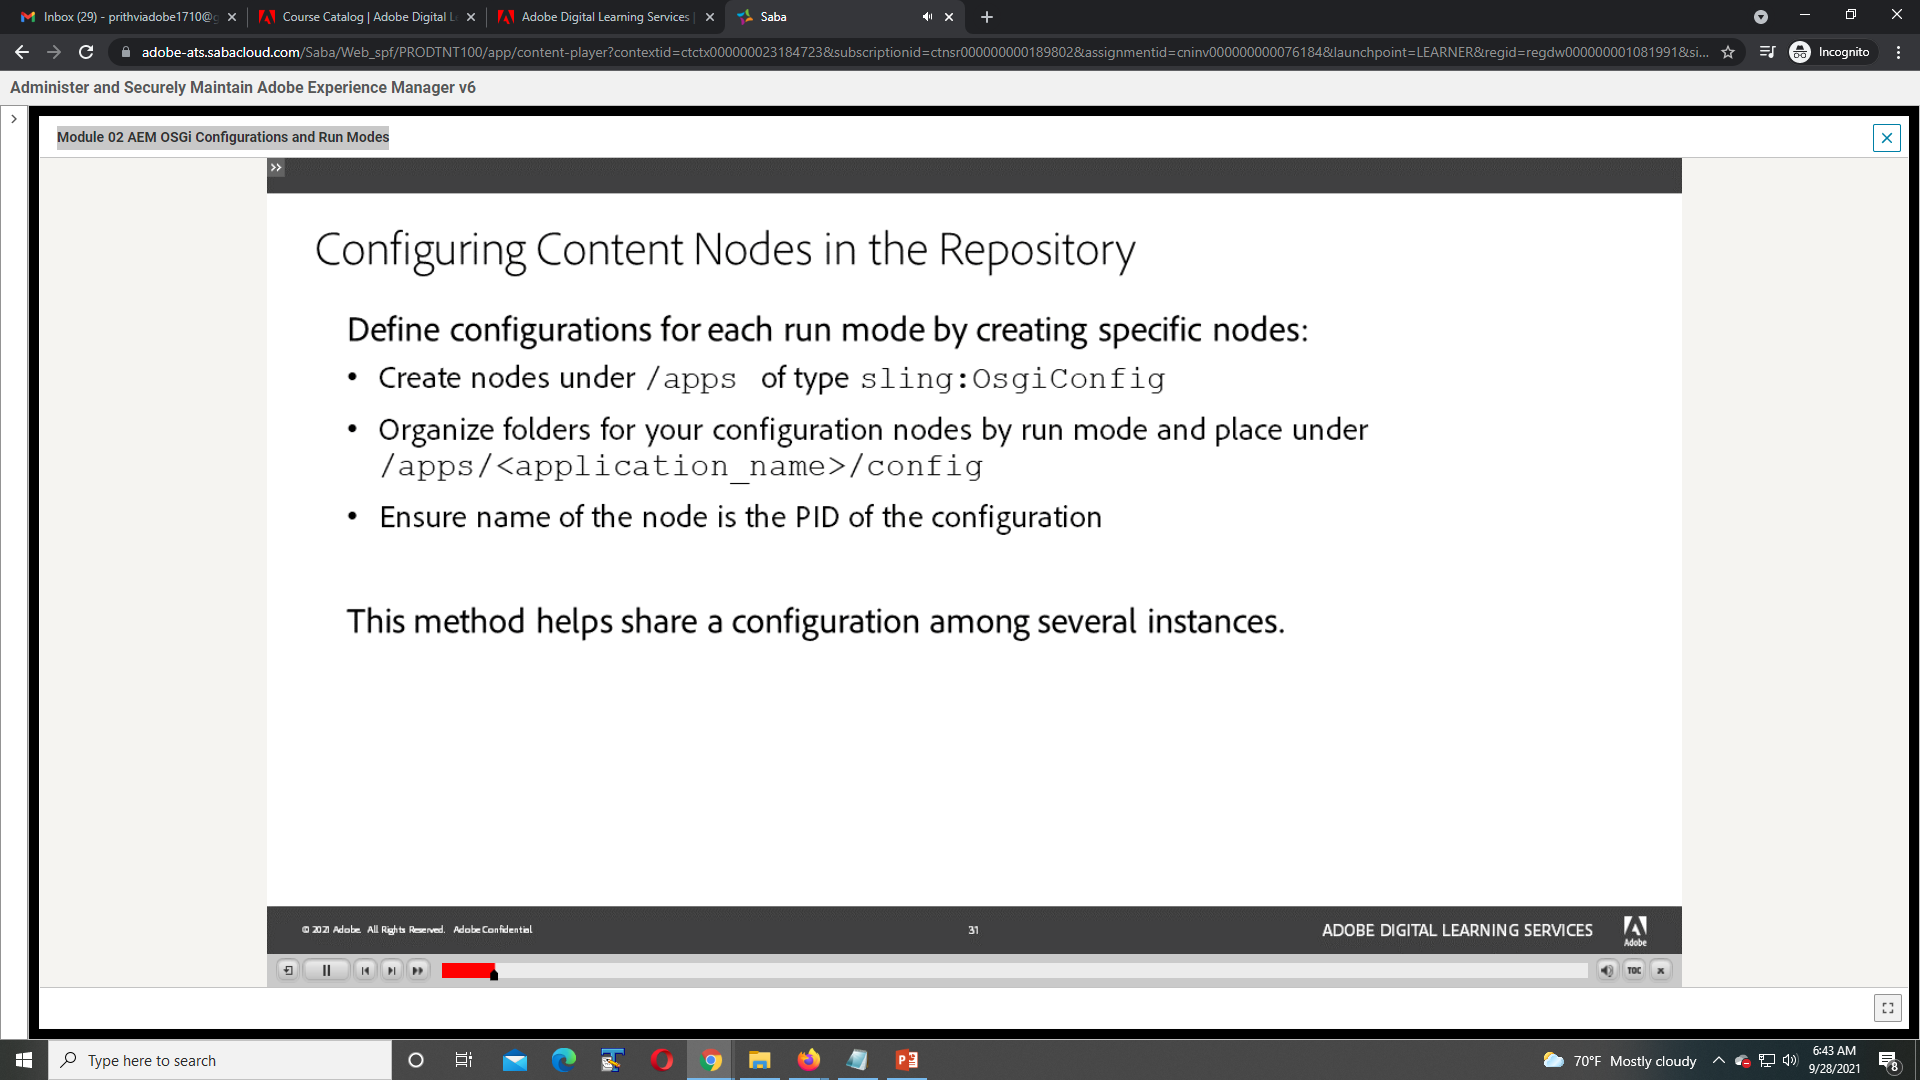 Inbox (29) - prithviadobe1710@g
Course Catalog | Adobe Digital L
Adobe Digital Learning Services |
Saba
adobe-ats.sabacloud.com/Saba/Web_spf/PRODTNT100/app/content-player?contextid=ctctx000000023184723&subscriptionid=ctnsr0000000000189802&assignmentid=cninv000000000076184&launchpoint=LEARNER&regid=regdw000000001081991&si...
Incognito
Administer and Securely Maintain Adobe Experience Manager v6
Module 02 AEM OSGi Configurations and Run Modes
Configuring Content Nodes in the Repository
Define configurations for each run mode by creating specific nodes:
• Create nodes under /apps of type sling:OsgiConfig
• Organize folders for your configuration nodes by run mode and place under
/apps/<application_name>/config
• Ensure name of the node is the PID of the configuration
This method helps share a configuration among several instances.
© 2021 Adobe. All Rights Reserved. Adobe Confidential
31
ADOBE DIGITAL LEARNING SERVICES
Adobe
TOC
Type here to search
70°F Mostly cloudy
6:43 AM
9/28/2021
8